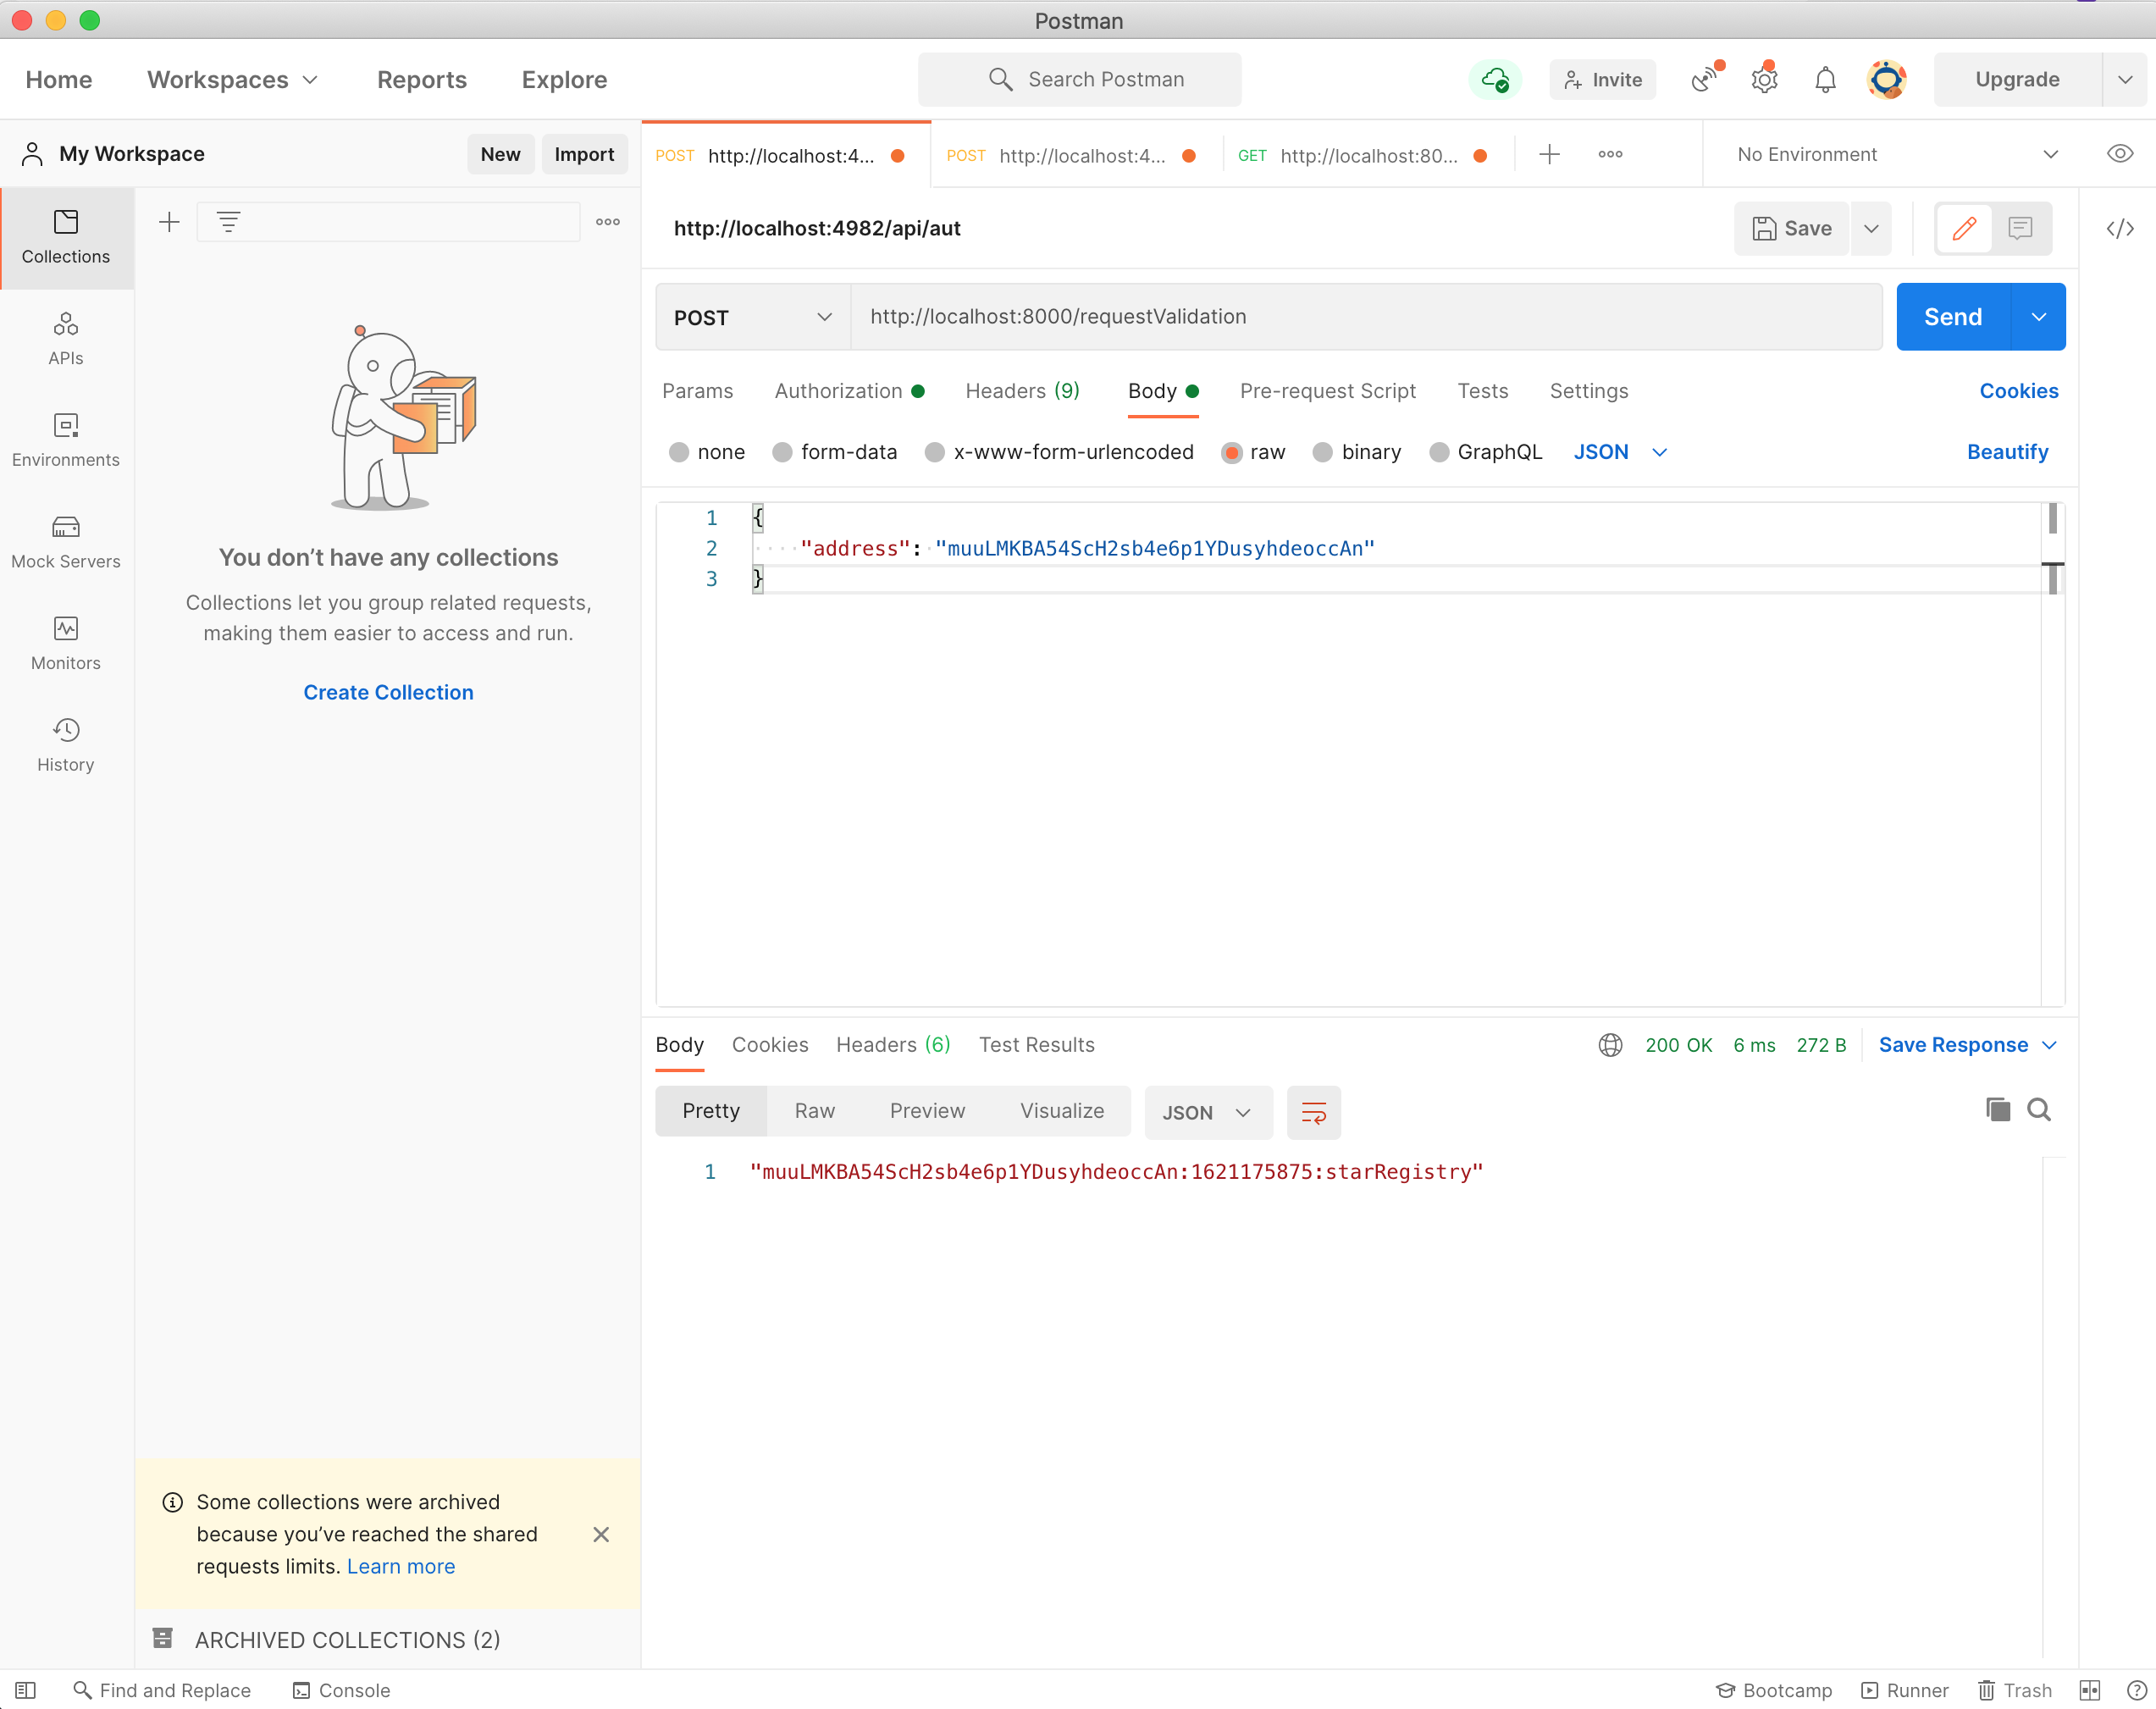 Postman
Home Workspaces Reports Explore Search Postman Invite Upgrade
My Workspace New Import
POST http://localhost:4... POST http://localhost:4... GET http://localhost:80... No Environment
Collections
APIs
Environments
Mock Servers
Monitors
History
You don’t have any collections
Collections let you group related requests,
making them easier to access and run.
Create Collection
Some collections were archived
because you’ve reached the shared
requests limits. Learn more
ARCHIVED COLLECTIONS (2)
http://localhost:4982/api/aut Save
POST http://localhost:8000/requestValidation Send
Params Authorization Headers (9) Body Pre-request Script Tests Settings Cookies
none form-data x-www-form-urlencoded raw binary GraphQL JSON Beautify
1 {
2 "address": "muuLMKBA54ScH2sb4e6p1YDusyhdeoccAn"
3 }
Body Cookies Headers (6) Test Results 200 OK 6 ms 272 B Save Response
Pretty Raw Preview Visualize JSON
1 "muuLMKBA54ScH2sb4e6p1YDusyhdeoccAn:1621175875:starRegistry"
Find and Replace Console Bootcamp Runner Trash